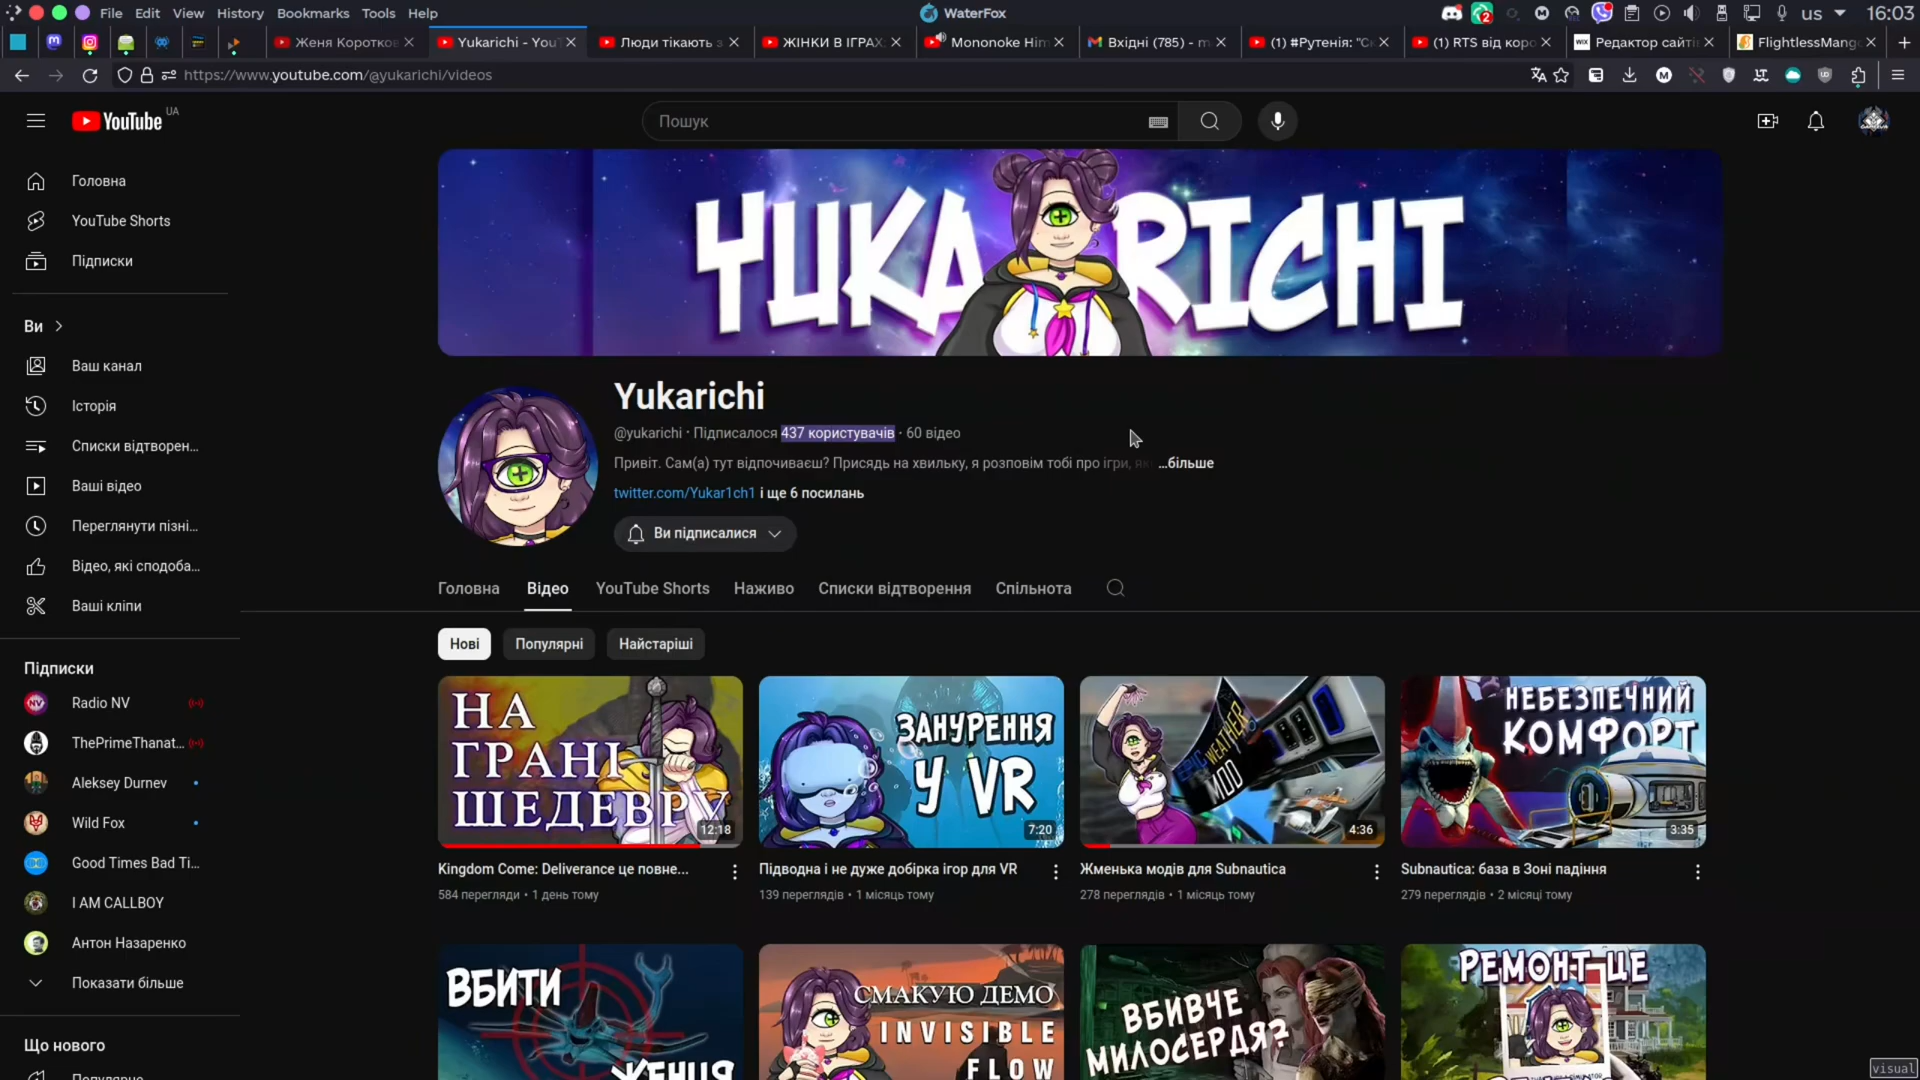 File Edit View History Bookmarks Tools Help
WaterFox
us
16:03
Женя Коротков
Yukarichi - YouT
Люди тікають з
ЖІНКИ В ІГРАХ
Mononoke Him
Вхідні (785) - m
(1) #Рутенія: "Ск
(1) RTS від коро
Редактор сайті
FlightlessMango
https://www.youtube.com/@yukarichi/videos
YouTube UA
Пошук
Головна
YouTube Shorts
Підписки
Ви
Ваш канал
Історія
Списки відтворен...
Ваші відео
Переглянути пізні...
Відео, які сподоба...
Ваші кліпи
Підписки
Radio NV
ThePrimeThanat...
Aleksey Durnev
Wild Fox
Good Times Bad Ti...
I AM CALLBOY
Антон Назаренко
Показати більше
Що нового
YUKARICHI
Yukarichi
@yukarichi · Підписалося 437 користувачів · 60 відео
Привіт. Сам(а) тут відпочиваєш? Присядь на хвильку, я розповім тобі про ігри, які ...більше
twitter.com/Yukar1ch1 і ще 6 посилань
Ви підписалися
Головна Відео YouTube Shorts Наживо Списки відтворення Спільнота
Нові Популярні Найстаріші
НА
ГРАНІ
ШЕДЕВРУ
12:18
Kingdom Come: Deliverance це повне...
584 перегляди • 1 день тому
ЗАНУРЕННЯ
У VR
7:20
Підводна і не дуже добірка ігор для VR
139 переглядів • 1 місяць тому
EPIC WEATHER
MOD
4:36
Жменька модів для Subnautica
278 переглядів • 1 місяць тому
НЕБЕЗПЕЧНИЙ
КОМФОРТ
3:35
Subnautica: база в Зоні падіння
279 переглядів • 2 місяці тому
ВБИТИ
ЖЕНЦЯ
СМАКУЮ ДЕМО
INVISIBLE
FLOW
ВБИВЧЕ
МИЛОСЕРДЯ?
РЕМОНТ ЦЕ
visual